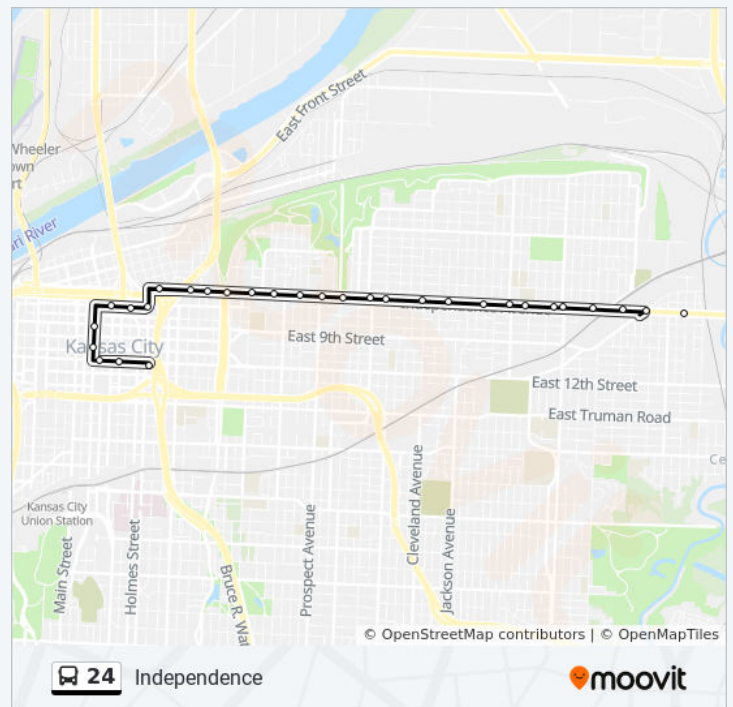 East Front Street
Wheeler
own
rt
ri River
East 9th Street
Kansas City
East 12th Street
East Truman Road
Ce
Kansas City
Union Station
Main Street
Holmes Street
Prospect Avenue
Cleveland Avenue
Jackson Avenue
Bruce R. Wat
© OpenStreetMap contributors | © OpenMapTiles
24 Independence
moovit